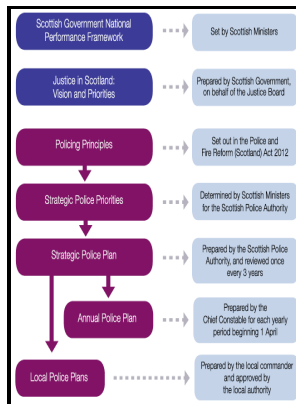 Scottish Government National
Performance Framework
Set by Scottish Ministers
Justice in Scotland:
Vision and Priorities
Prepared by Scottish Government,
on behalf of the Justice Board
Policing Principles
Set out in the Police and
Fire Reform (Scotland) Act 2012
Strategic Police Priorities
Determined by Scottish Ministers
for the Scottish Police Authority
Strategic Police Plan
Prepared by the Scottish Police
Authority, and reviewed once
every 3 years
Annual Police Plan
Prepared by the
Chief Constable for each yearly
period beginning 1 April
Local Police Plans
Prepared by the local commander
and approved by
the local authority